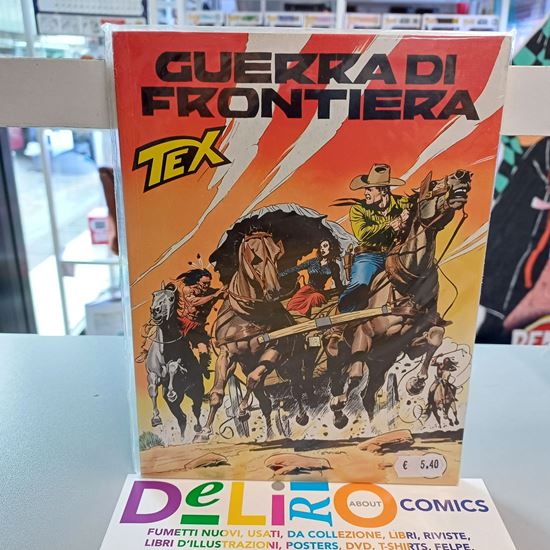 GUERRA DI
FRONTIERA
TEX
€ 5.40
DeLiRiO ABOUT COMICS
FUMETTI NUOVI, USATI, DA COLLEZIONE, LIBRI, RIVISTE,
LIBRI D'ILLUSTRAZIONI, POSTERS, DVD, T-SHIRTS, FELPE,